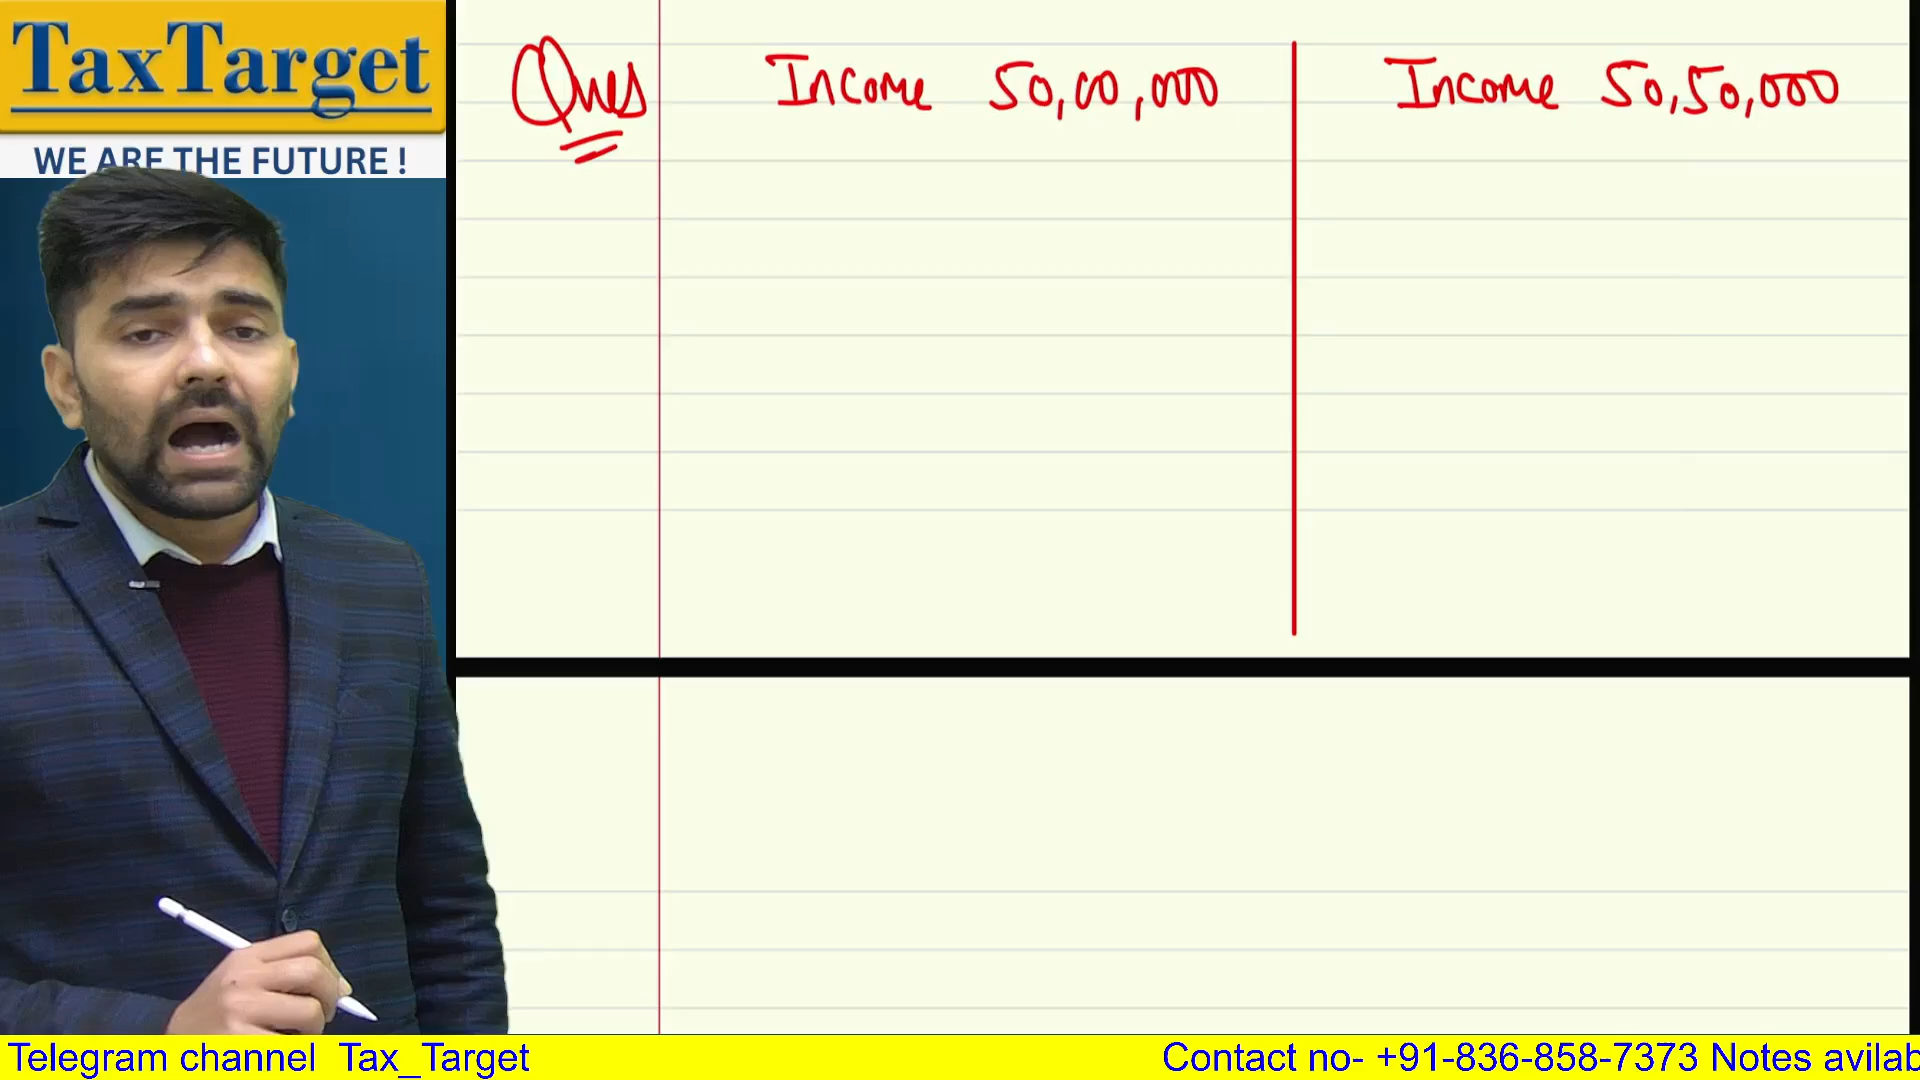 TaxTarget
WE ARE THE FUTURE !
Ques Income 50,00,000 Income 50,50,000
Telegram channel Tax_Target Contact no- +91-836-858-7373 Notes avilab